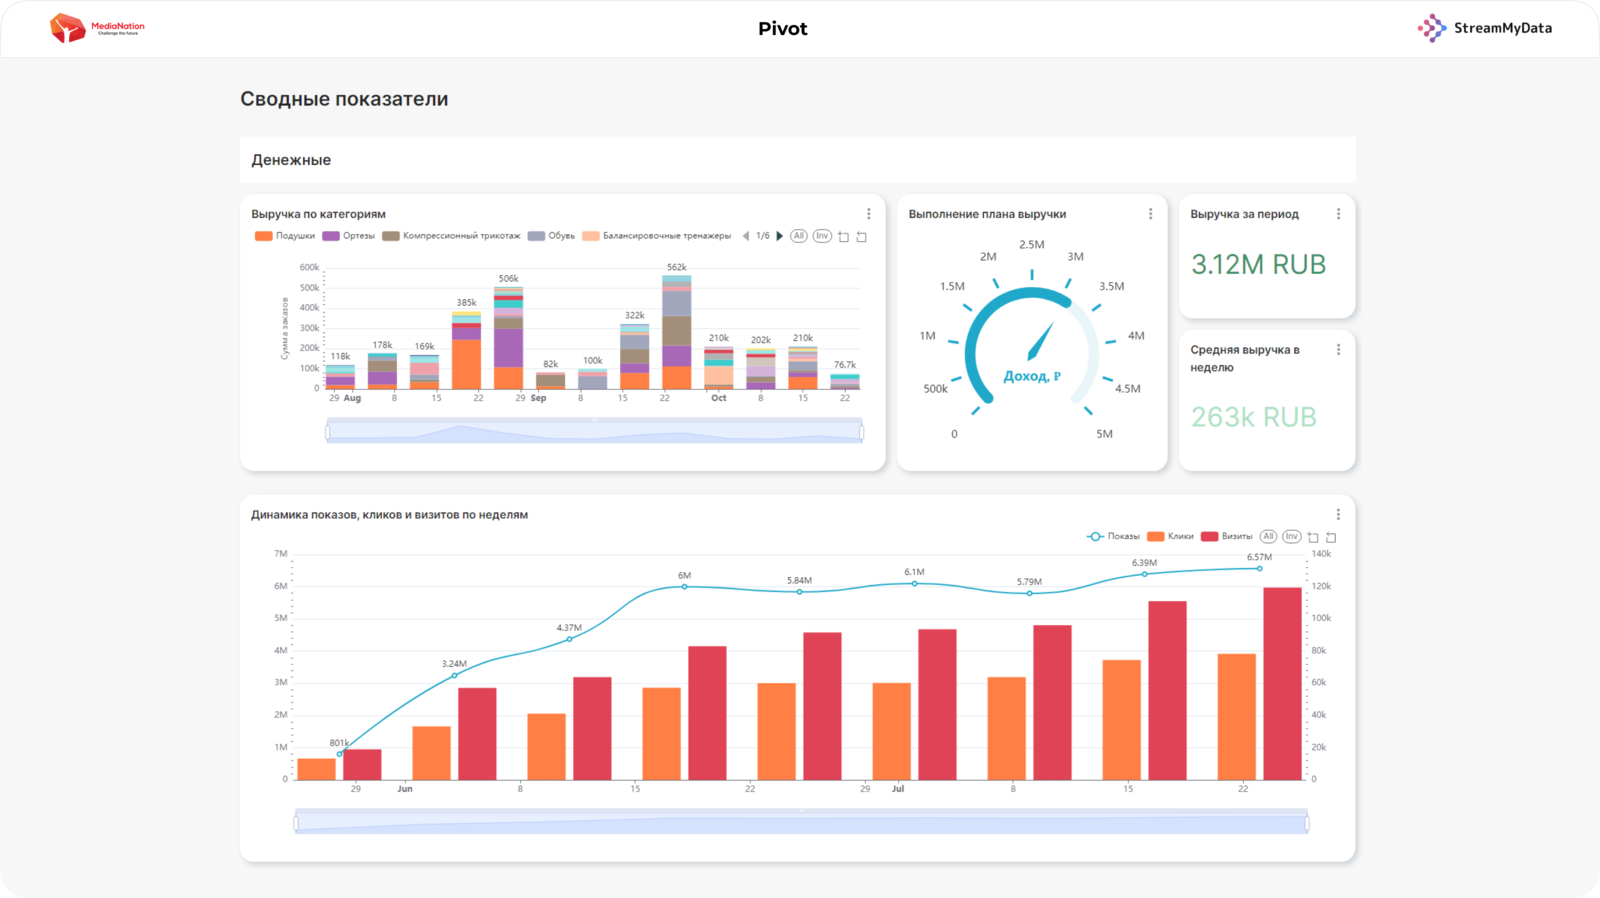 MediaNation
Challenge the future
Pivot
StreamMyData
Сводные показатели
Денежные
Выручка по категориям
Подушки Ортезы Компрессионный трикотаж Обувь Балансировочные тренажеры 1/6 All Inv
Сумма заказов
600k
500k
400k
300k
200k
100k
0
118k 178k 169k 385k 506k 82k 100k 322k 562k 210k 202k 210k 76.7k
29 Aug 8 15 22 29 Sep 8 15 22 Oct 8 15 22
Выполнение плана выручки
0 500k 1M 1.5M 2M 2.5M 3M 3.5M 4M 4.5M 5M
Доход, ₽
Выручка за период
3.12M RUB
Средняя выручка в
неделю
263k RUB
Динамика показов, кликов и визитов по неделям
Показы Клики Визиты All Inv
7M
6M
5M
4M
3M
2M
1M
0
801k 3.24M 4.37M 6M 5.84M 6.1M 5.79M 6.39M 6.57M
140k
120k
100k
80k
60k
40k
20k
0
29 Jun 8 15 22 29 Jul 8 15 22